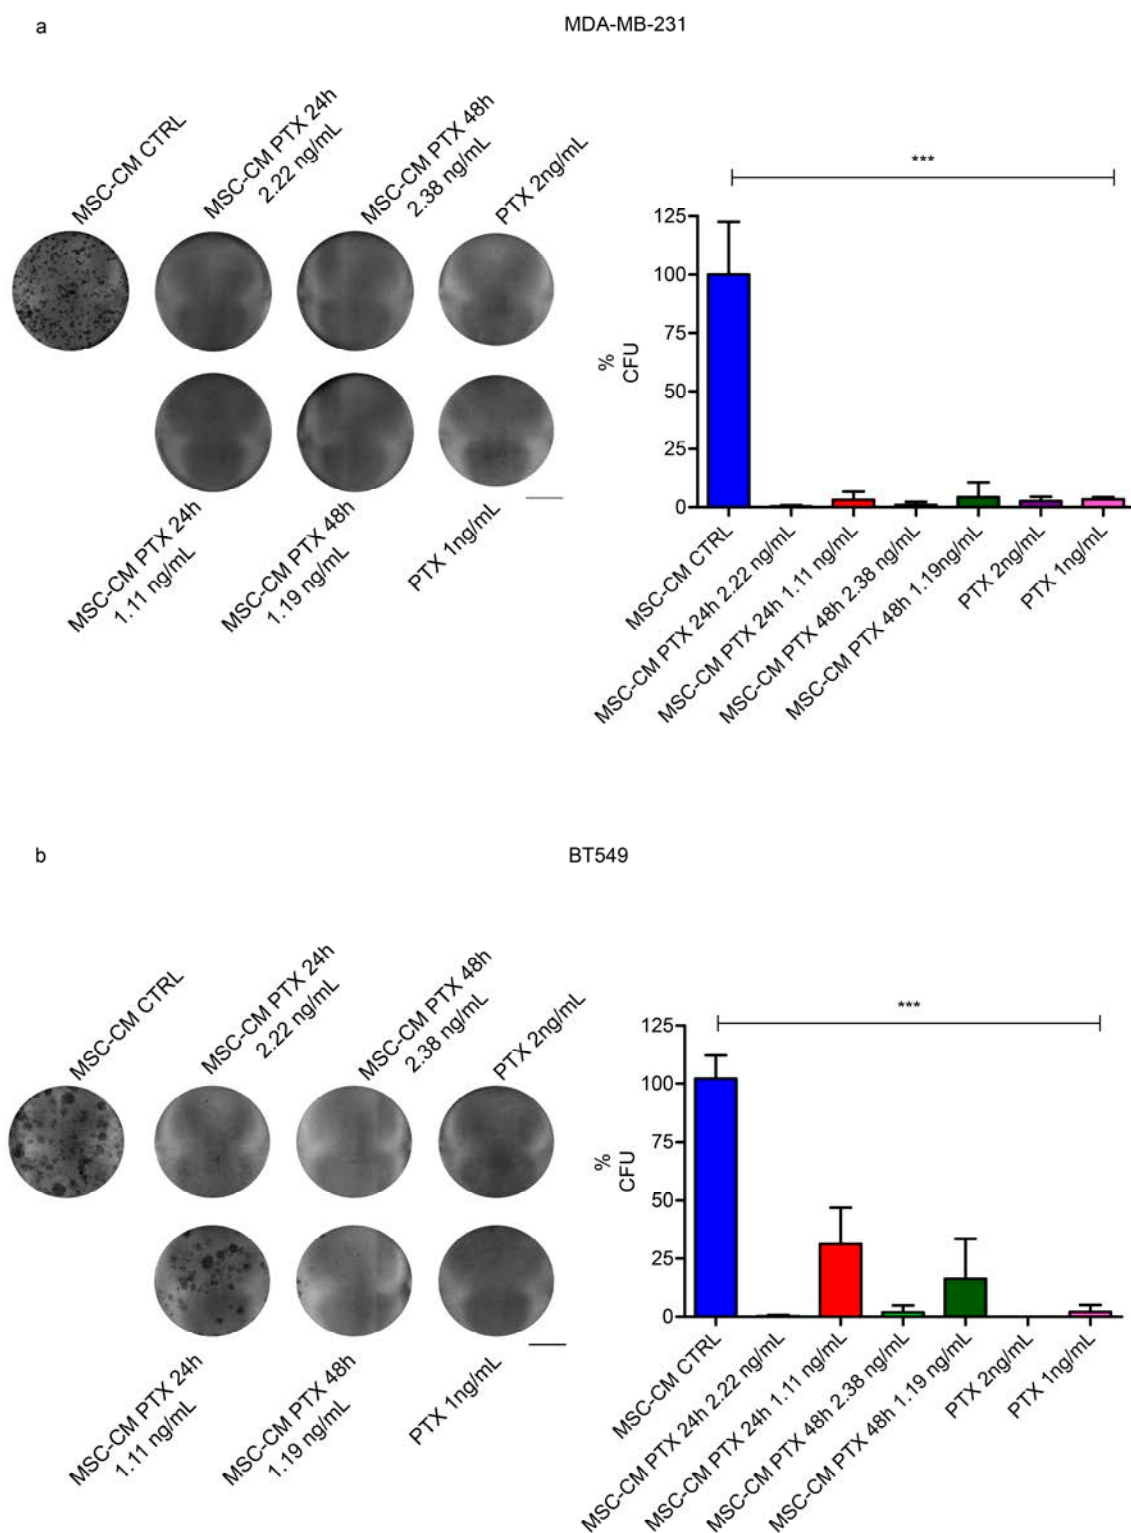 a
MDA-MB-231
MSC-CM CTRL
MSC-CM PTX 24h
2.22 ng/mL
MSC-CM PTX 48h
2.38 ng/mL
PTX 2ng/mL
MSC-CM PTX 24h
1.11 ng/mL
MSC-CM PTX 48h
1.19 ng/mL
PTX 1ng/mL
***
125
100
75
50
25
0
%
CFU
MSC-CM CTRL
MSC-CM PTX 24h 2.22 ng/mL
MSC-CM PTX 24h 1.11 ng/mL
MSC-CM PTX 48h 2.38 ng/mL
MSC-CM PTX 48h 1.19ng/mL
PTX 2ng/mL
PTX 1ng/mL
b
BT549
MSC-CM CTRL
MSC-CM PTX 24h
2.22 ng/mL
MSC-CM PTX 48h
2.38 ng/mL
PTX 2ng/mL
MSC-CM PTX 24h
1.11 ng/mL
MSC-CM PTX 48h
1.19 ng/mL
PTX 1ng/mL
***
125
100
75
50
25
0
%
CFU
MSC-CM CTRL
MSC-CM PTX 24h 2.22 ng/mL
MSC-CM PTX 24h 1.11 ng/mL
MSC-CM PTX 48h 2.38 ng/mL
MSC-CM PTX 48h 1.19 ng/mL
PTX 2ng/mL
PTX 1ng/mL